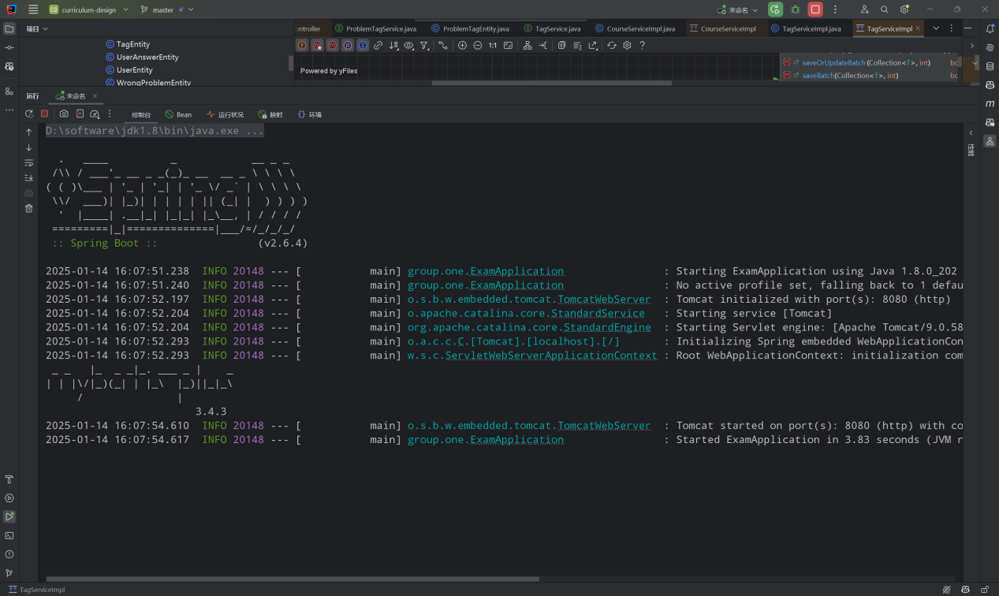 CD curriculum-design master 未命名
项目
ontroller ProblemTagService.java ProblemTagEntity.java TagService.java CourseServiceImpl.java CourseServiceImpl TagServiceImpl.java TagServiceImpl
TagEntity
UserAnswerEntity
UserEntity
WrongProblemEntity
1:1
Powered by yFiles
saveOrUpdateBatch(Collection<T>, int) bc
saveBatch(Collection<T>, int) bc
运行 未命名
控制台 Bean 运行状况 映射 环境
D:\software\jdk1.8\bin\java.exe ...
  .   ____          _            __ _ _
 /\\ / ___'_ __ _ _(_)_ __  __ _ \ \ \ \
( ( )\___ | '_ | '_| | '_ \/ _` | \ \ \ \
 \\/  ___)| |_)| | | | | || (_| |  ) ) ) )
  '  |____| .__|_| |_|_| |_\__, | / / / /
 =========|_|==============|___/=/_/_/_/
:: Spring Boot :: (v2.6.4)
2025-01-14 16:07:51.238 INFO 20148 --- [ main] group.one.ExamApplication : Starting ExamApplication using Java 1.8.0_202
2025-01-14 16:07:51.240 INFO 20148 --- [ main] group.one.ExamApplication : No active profile set, falling back to 1 defau
2025-01-14 16:07:52.197 INFO 20148 --- [ main] o.s.b.w.embedded.tomcat.TomcatWebServer : Tomcat initialized with port(s): 8080 (http)
2025-01-14 16:07:52.204 INFO 20148 --- [ main] o.apache.catalina.core.StandardService : Starting service [Tomcat]
2025-01-14 16:07:52.204 INFO 20148 --- [ main] org.apache.catalina.core.StandardEngine : Starting Servlet engine: [Apache Tomcat/9.0.58
2025-01-14 16:07:52.293 INFO 20148 --- [ main] o.a.c.c.C.[Tomcat].[localhost].[/] : Initializing Spring embedded WebApplicationCon
2025-01-14 16:07:52.293 INFO 20148 --- [ main] w.s.c.ServletWebServerApplicationContext : Root WebApplicationContext: initialization com
 _ _   |_  _ _|_. ___ _ |    _
| | |\/|_)(_| | |_\  |_)||_|_\
     /               |
3.4.3
2025-01-14 16:07:54.610 INFO 20148 --- [ main] o.s.b.w.embedded.tomcat.TomcatWebServer : Tomcat started on port(s): 8080 (http) with co
2025-01-14 16:07:54.617 INFO 20148 --- [ main] group.one.ExamApplication : Started ExamApplication in 3.83 seconds (JVM r
TagServiceImpl